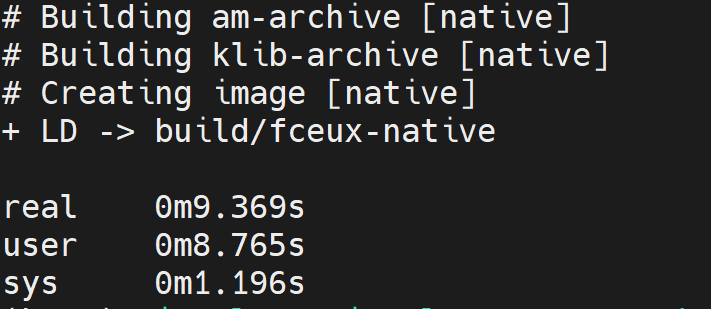 # Building am-archive [native]
# Building klib-archive [native]
# Creating image [native]
+ LD -> build/fceux-native
real 0m9.369s
user 0m8.765s
sys 0m1.196s